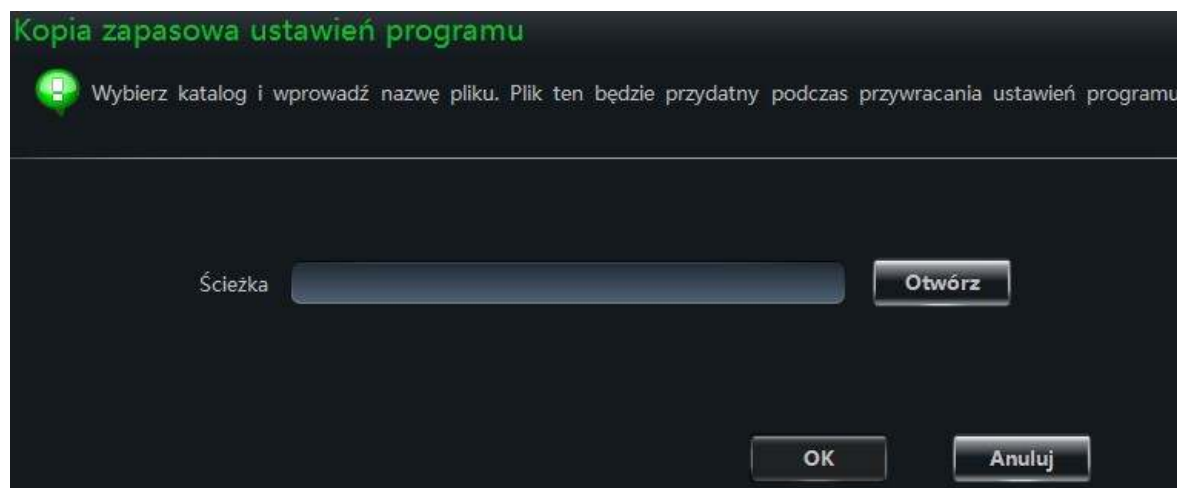 Kopia zapasowa ustawień programu
Wybierz katalog i wprowadź nazwę pliku. Plik ten będzie przydatny podczas przywracania ustawień programu
Ścieżka
Otwórz
OK
Anuluj